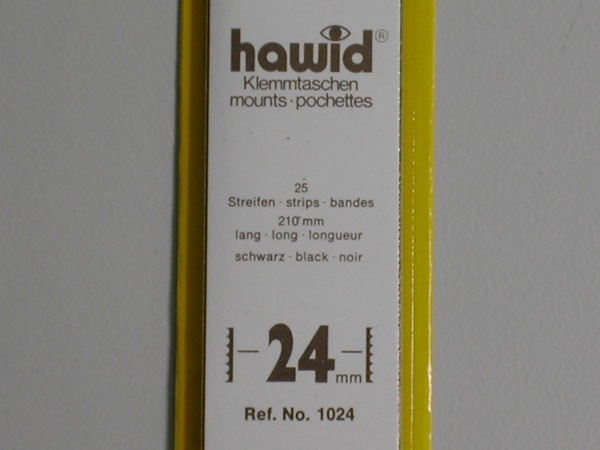 hawid®
Klemmtaschen
mounts · pochettes
25
Streifen · strips · bandes
210 mm
lang · long · longueur
schwarz · black · noir
24 mm
Ref. No. 1024